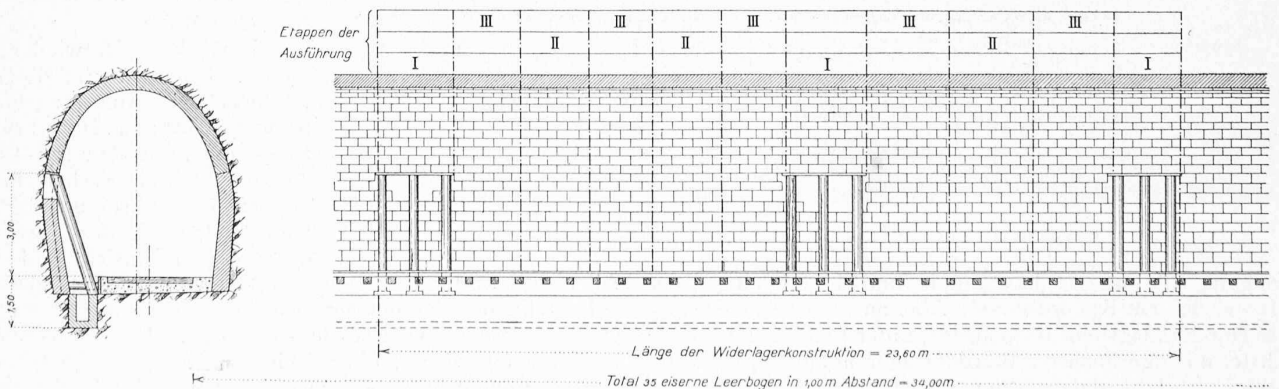 III III III III III
Etappen der
Ausführung
II II II
I I I
3,00
1,50
Länge der Widerlagerkonstruktion = 23,60 m
Total 35 eiserne Leerbogen in 1,00 m Abstand = 34,00 m